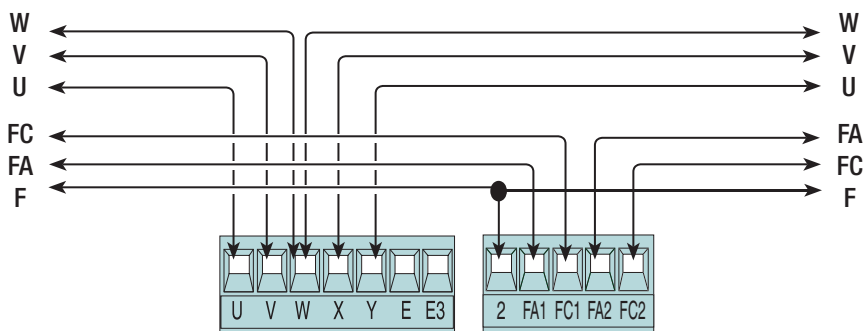 W W
V V
U U
FC FA
FA FC
F F
U V W X Y E E3 2 FA1 FC1 FA2 FC2